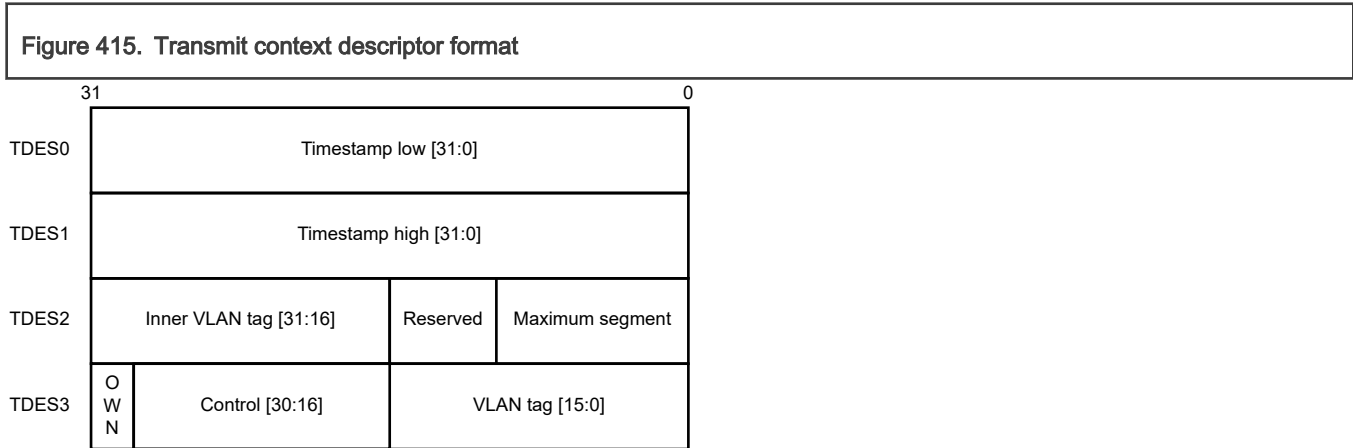 Figure 415. Transmit context descriptor format
31 0
TDES0 Timestamp low [31:0]
TDES1 Timestamp high [31:0]
TDES2 Inner VLAN tag [31:16] Reserved Maximum segment
TDES3 O W N Control [30:16] VLAN tag [15:0]